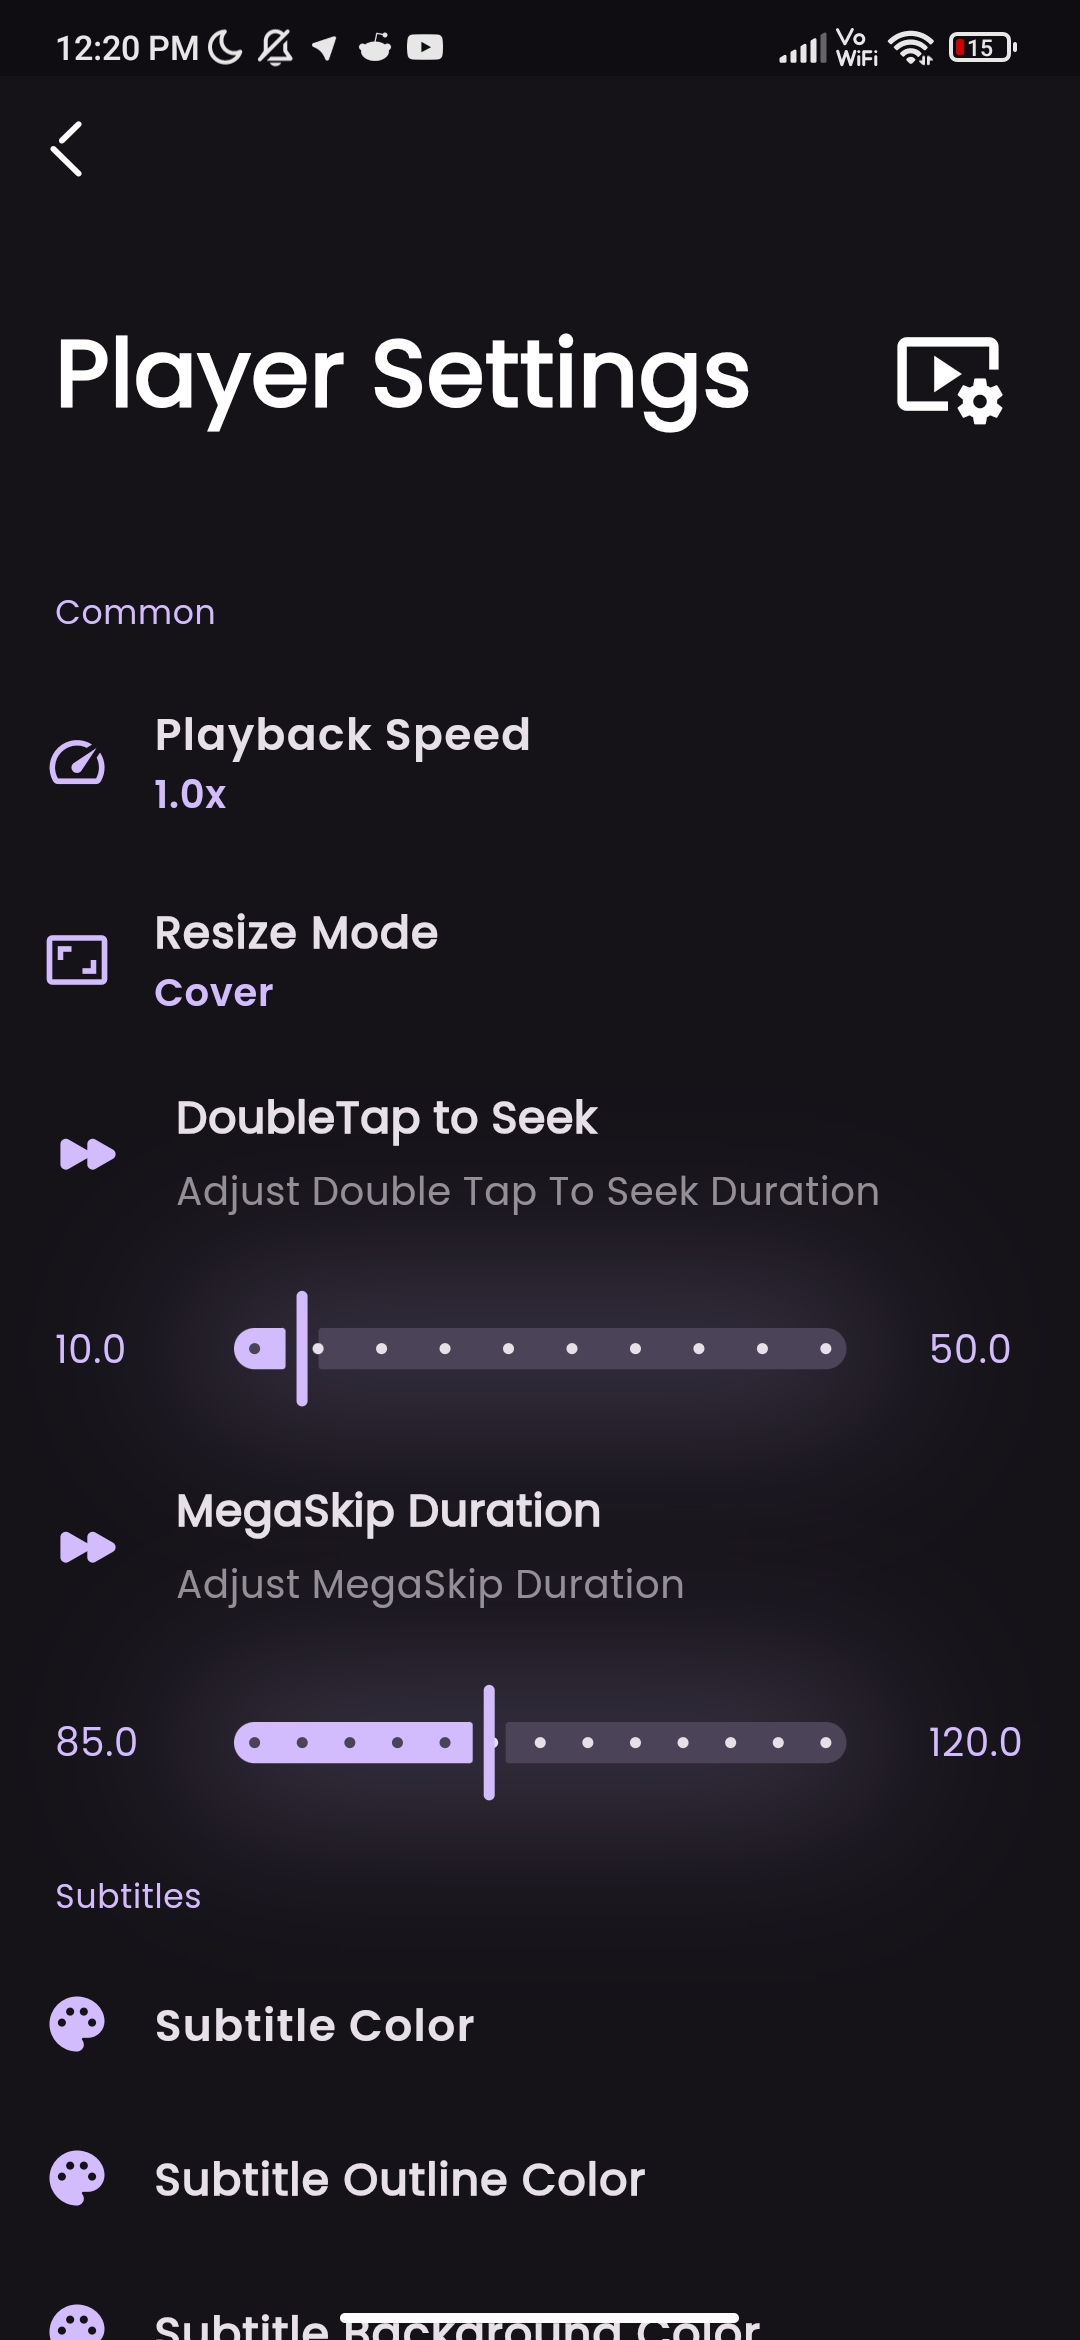 12:20 PM
Vo
WiFi
15
Player Settings
Common
Playback Speed
1.0x
Resize Mode
Cover
DoubleTap to Seek
Adjust Double Tap To Seek Duration
10.0
50.0
MegaSkip Duration
Adjust MegaSkip Duration
85.0
120.0
Subtitles
Subtitle Color
Subtitle Outline Color
Subtitle Background Color